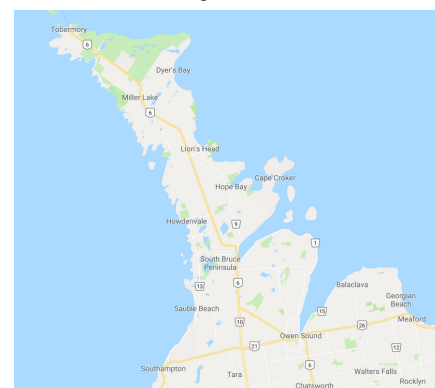 Tobermory
6
Dyer's Bay
Miller Lake
6
Lion's Head
Cape Croker
Hope Bay
Howdenvale
9
1
South Bruce
Peninsula
13
6
Balaclava
Georgian
Beach
Sauble Beach
15
10
26
Meaford
Owen Sound
21
12
Southampton
6
Tara
Walters Falls
Chatsworth
Rocklyn